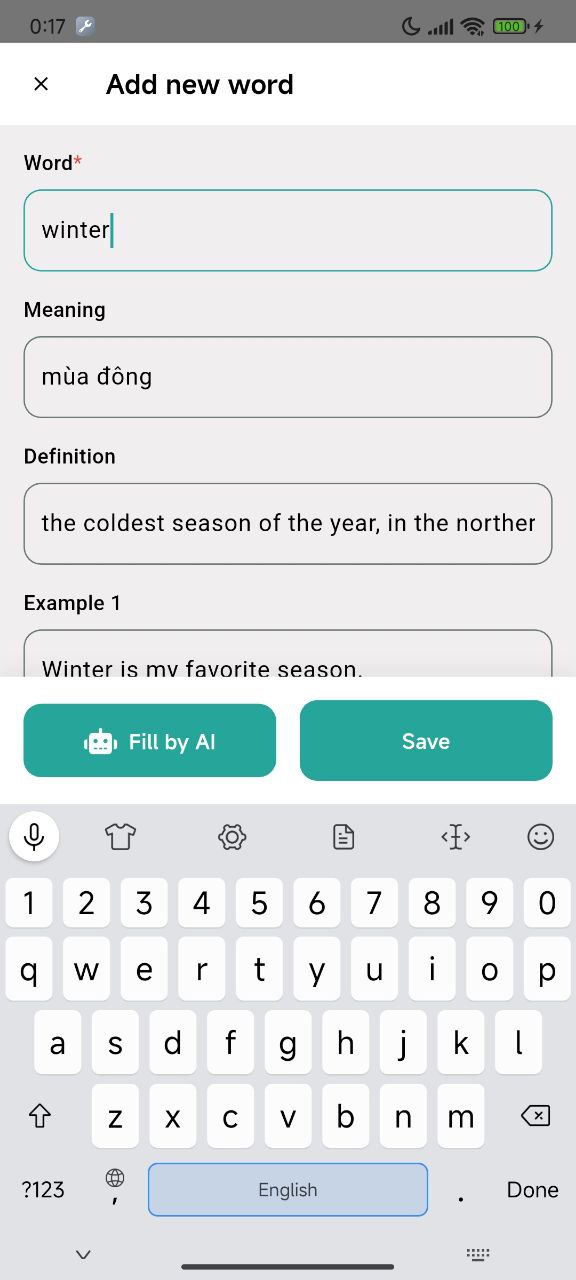 0:17
100
Add new word
Word*
winter
Meaning
mùa đông
Definition
the coldest season of the year, in the norther
Example 1
Winter is my favorite season.
Fill by AI
Save
1 2 3 4 5 6 7 8 9 0
q w e r t y u i o p
a s d f g h j k l
z x c v b n m
?123 , English . Done